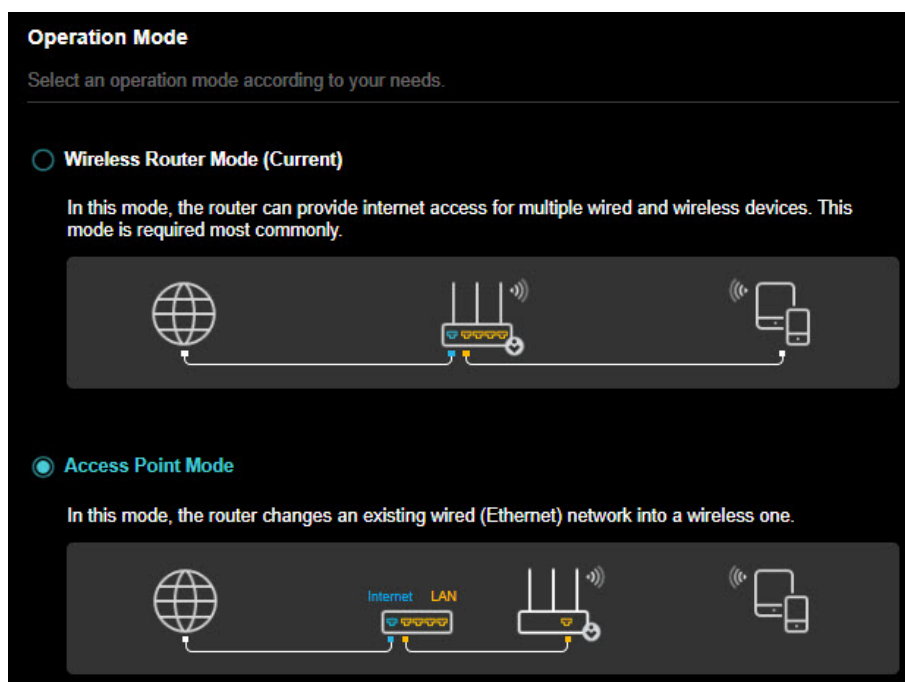 Operation Mode
Select an operation mode according to your needs.
Wireless Router Mode (Current)
In this mode, the router can provide internet access for multiple wired and wireless devices. This
mode is required most commonly.
Access Point Mode
In this mode, the router changes an existing wired (Ethernet) network into a wireless one.
Internet LAN